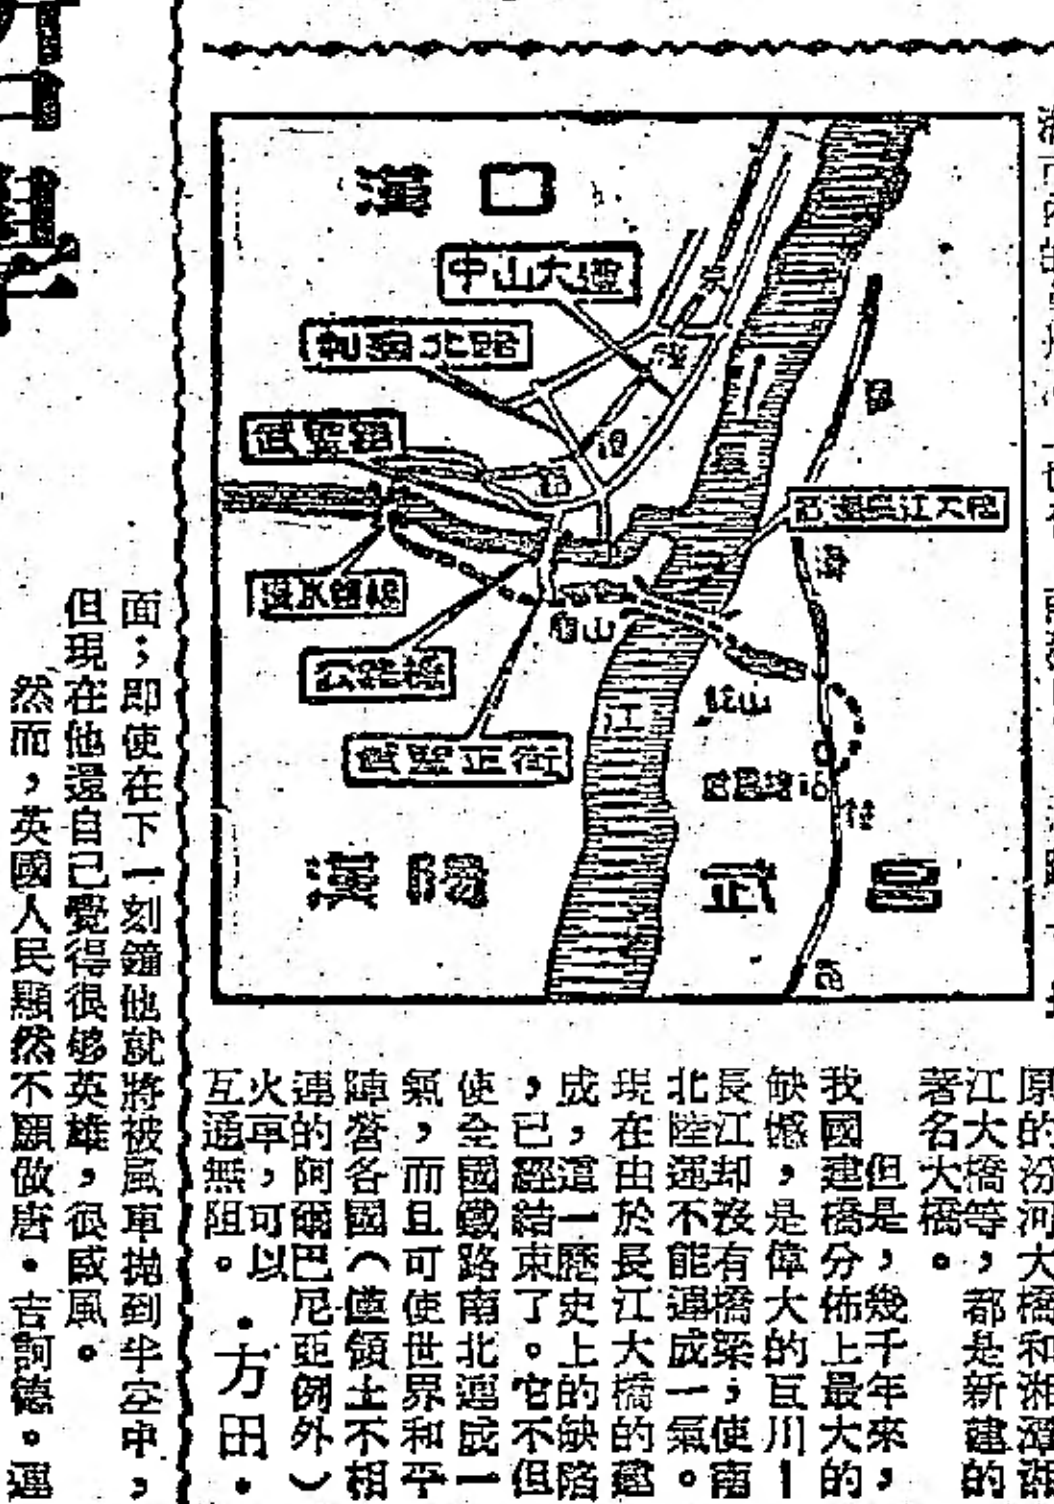 漢口
中山大道
利濟北路
武聖路
漢水鐵橋
公路橋
武聖正街
武漢長江大橋
龜山
蛇山
武昌
漢陽
江
原的汾河大橋和湘潭湘
江大橋等，都是新建的
著名大橋。
但是，幾千年來，
我國建橋分佈上最大的
缺憾，是偉大的巨川—
長江却沒有橋梁，使南
北陸運不能連成一氣。
現在由於長江大橋的建
成，這一歷史上的缺陷
，已經結束了。它不但
使全國鐵路南北連成一
氣，而且可使世界和平
陣營各國（僅領土不相
連的阿爾巴尼亞例外）
火車，可以
互通無阻。
·方田·
面；即使在下一刻鐘他就將被風車拋到半空中，
但現在他還自己覺得很够英雄，很威風。
然而，英國人民顯然不願做唐·吉訶德。還